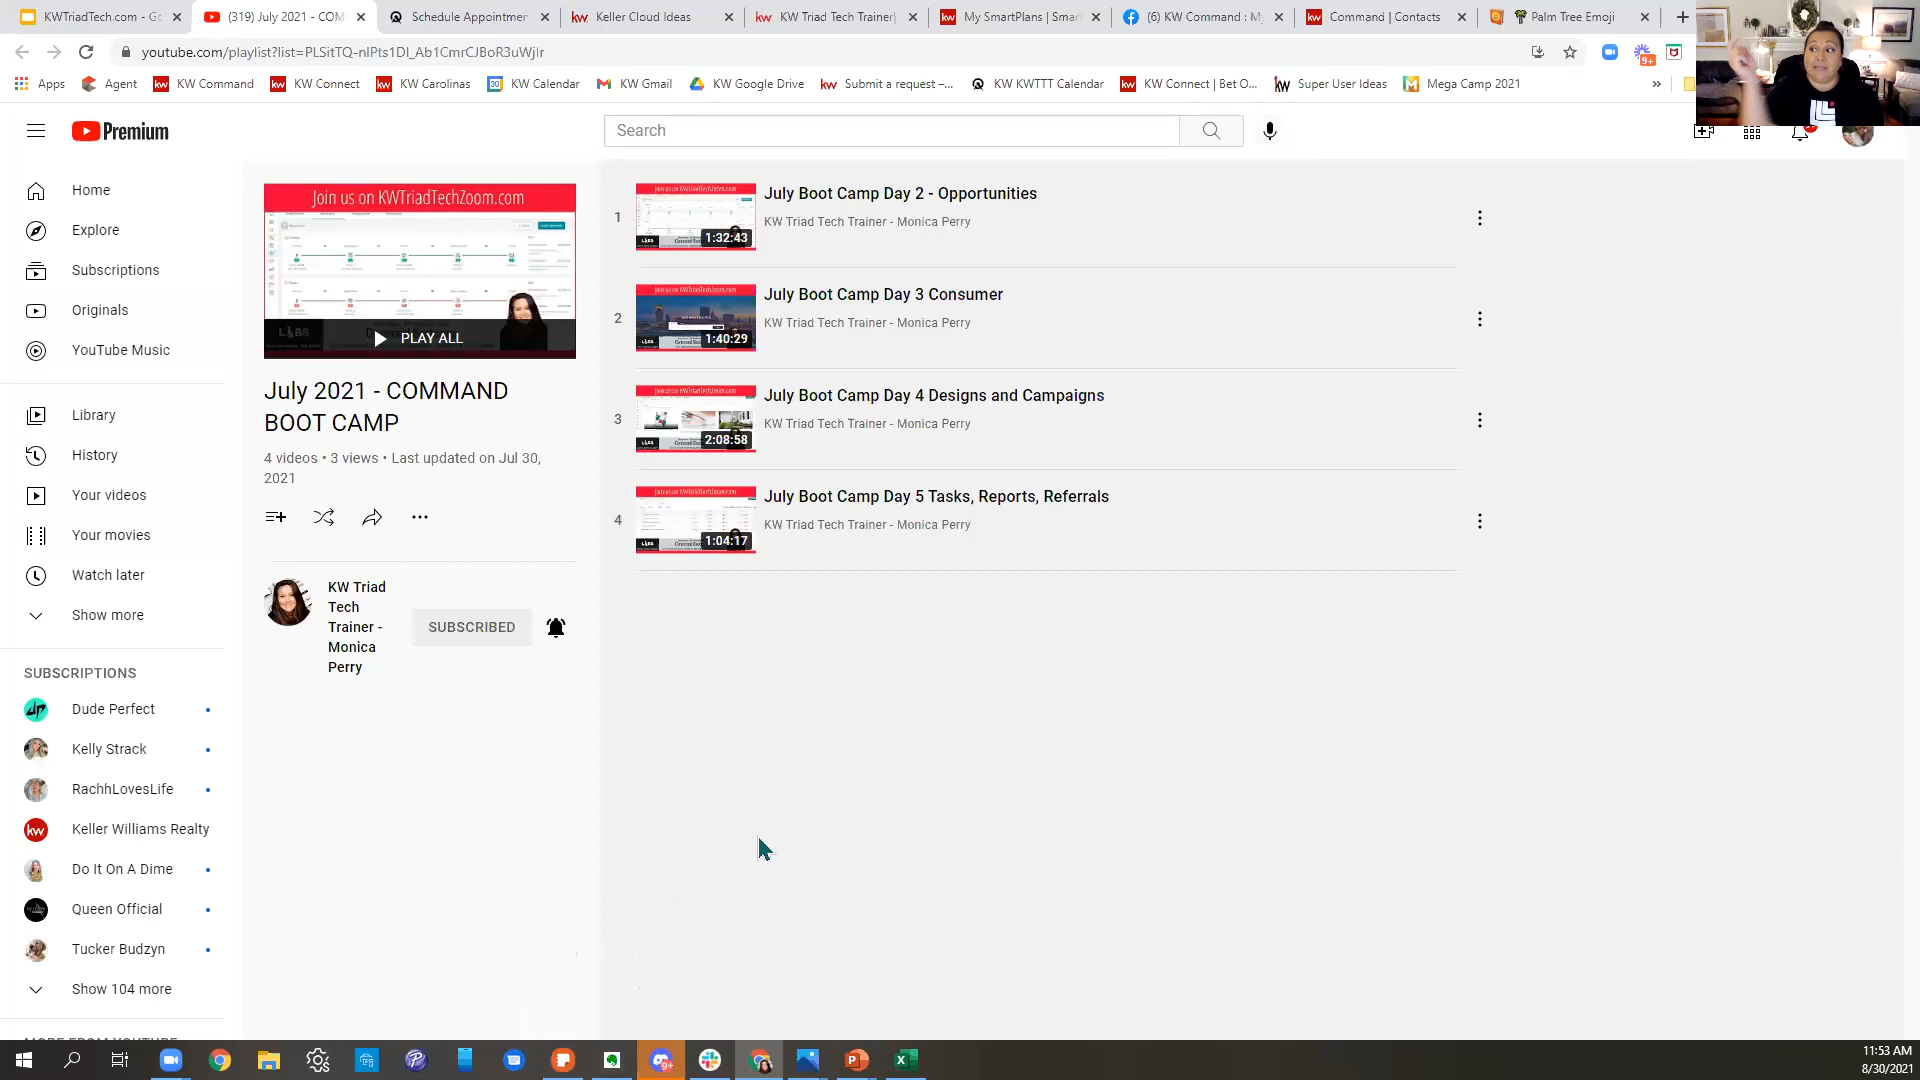 KWTriadTech.com - Go
(319) July 2021 - COM
Schedule Appointmen
Keller Cloud Ideas
KW Triad Tech Trainer|
My SmartPlans | Smar
(6) KW Command : My
Command | Contacts
Palm Tree Emoji
youtube.com/playlist?list=PLSitTQ-nIPts1DI_Ab1CmrCJBoR3uWjlr
9+
Apps
Agent
KW Command
KW Connect
KW Carolinas
KW Calendar
KW Gmail
KW Google Drive
Submit a request –...
KW KWTTT Calendar
KW Connect | Bet O...
Super User Ideas
Mega Camp 2021
Premium
Search
Home
Explore
Subscriptions
Originals
YouTube Music
Library
History
Your videos
Your movies
Watch later
Show more
SUBSCRIPTIONS
Dude Perfect
Kelly Strack
RachhLovesLife
Keller Williams Realty
Do It On A Dime
Queen Official
Tucker Budzyn
Show 104 more
MORE FROM YOUTUBE
Join us on KWTriadTechZoom.com
PLAY ALL
July 2021 - COMMAND
BOOT CAMP
4 videos • 3 views • Last updated on Jul 30,
2021
KW Triad
Tech
Trainer -
Monica
Perry
SUBSCRIBED
1
1:32:43
July Boot Camp Day 2 - Opportunities
KW Triad Tech Trainer - Monica Perry
2
1:40:29
July Boot Camp Day 3 Consumer
KW Triad Tech Trainer - Monica Perry
3
2:08:58
July Boot Camp Day 4 Designs and Campaigns
KW Triad Tech Trainer - Monica Perry
4
1:04:17
July Boot Camp Day 5 Tasks, Reports, Referrals
KW Triad Tech Trainer - Monica Perry
11:53 AM
8/30/2021